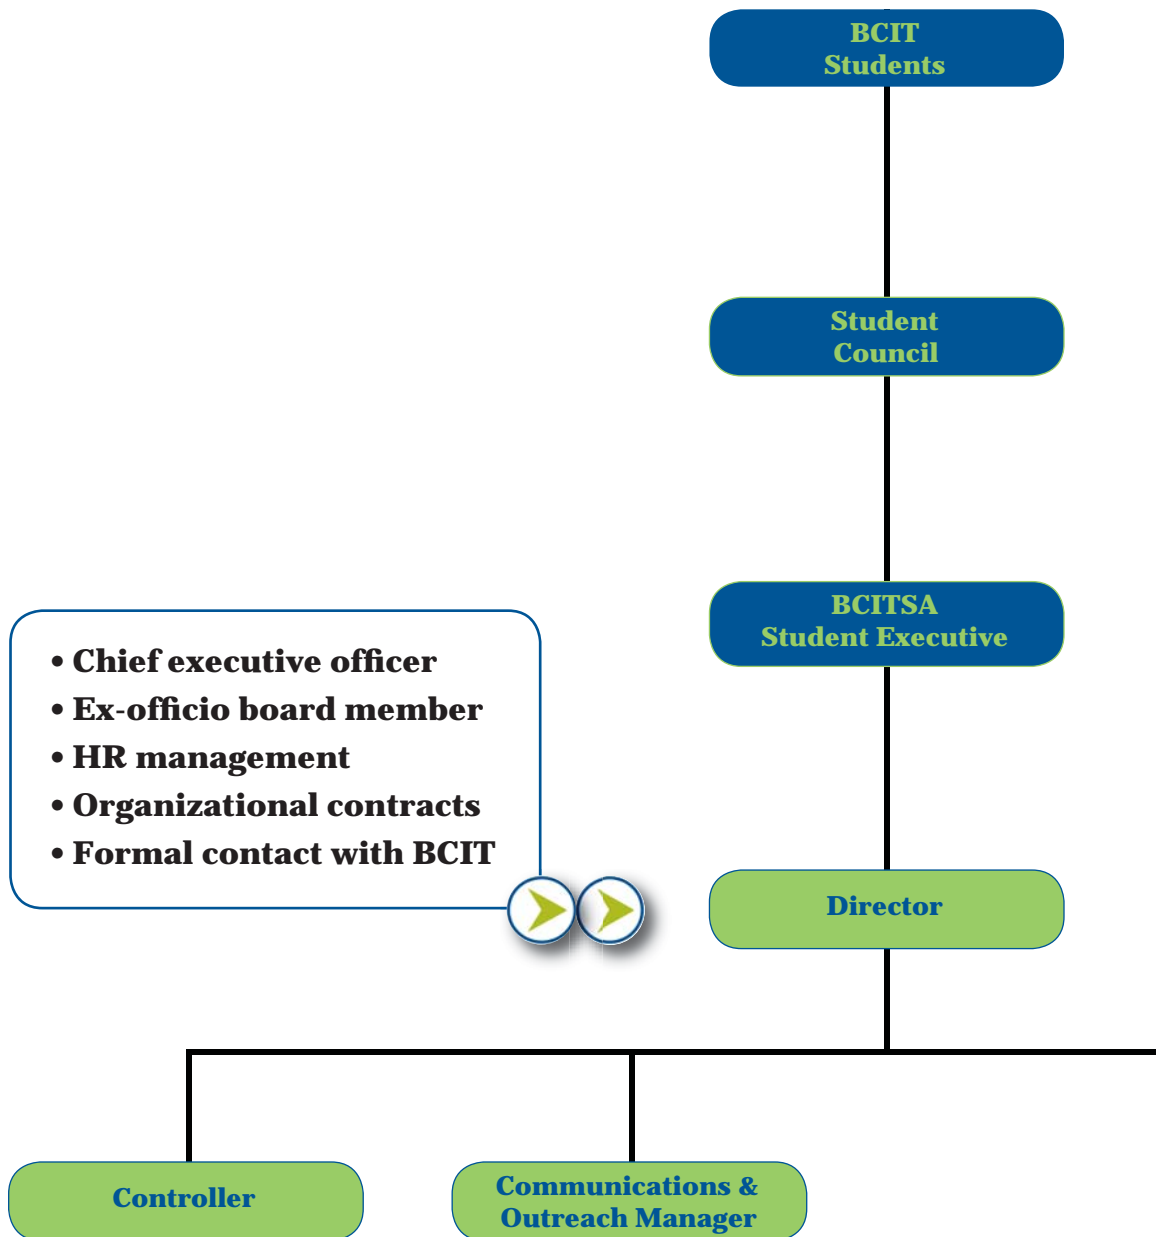 BCIT
Students
Student
Council
BCITSA
Student Executive
• Chief executive officer
• Ex-officio board member
• HR management
• Organizational contracts
• Formal contact with BCIT
Director
Controller
Communications &
Outreach Manager